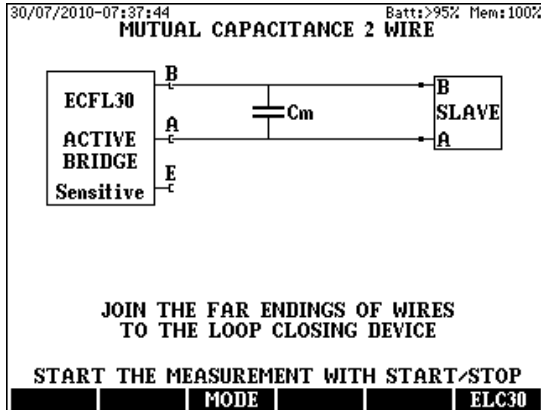 30/07/2010-07:37:44 Batt:>95% Mem:100%
MUTUAL CAPACITANCE 2 WIRE
B
B
ECFL30
Cm
SLAVE
A
A
ACTIVE
BRIDGE
E
Sensitive
JOIN THE FAR ENDINGS OF WIRES
TO THE LOOP CLOSING DEVICE
START THE MEASUREMENT WITH START/STOP
MODE ELC30